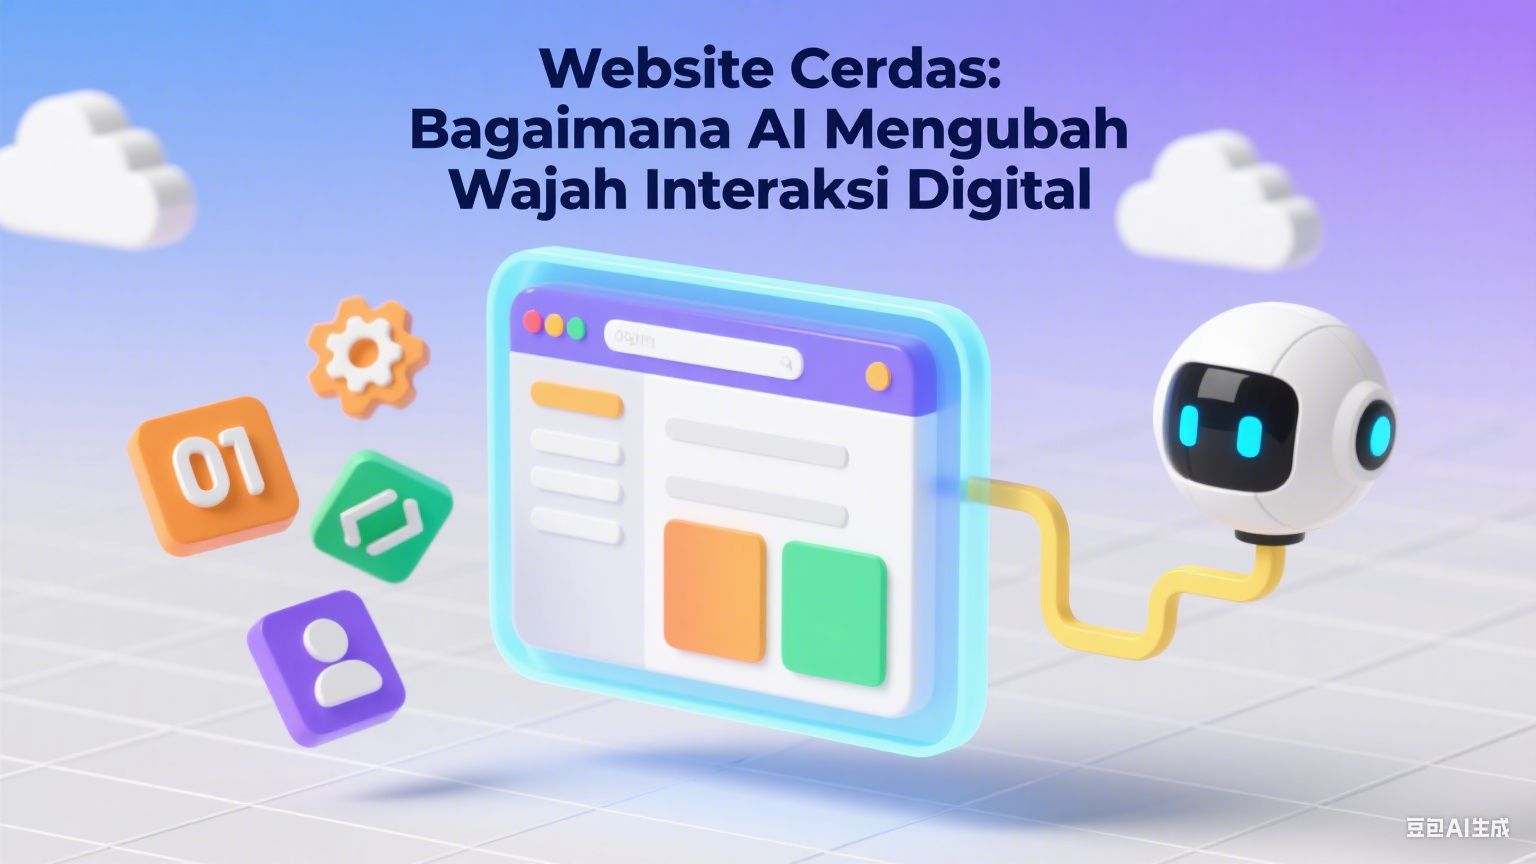 Website Cerdas:
Bagaimana AI Mengubah
Wajah Interaksi Digital
01
豆包AI生成